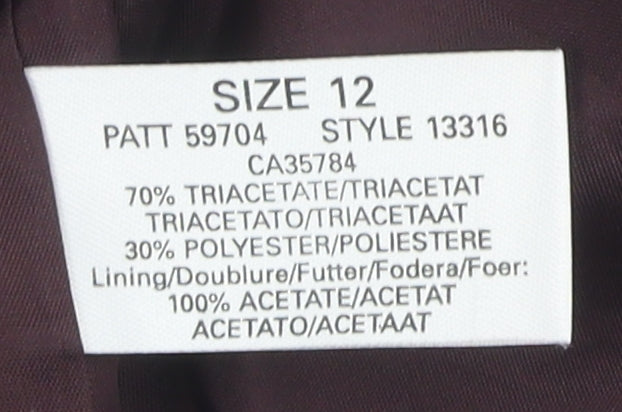 SIZE 12
PATT 59704 STYLE 13316
CA35784
70% TRIACETATE/TRIACETAT
TRIACETATO/TRIACETAAT
30% POLYESTER/POLIESTERE
Lining/Doublure/Futter/Fodera/Foer:
100% ACETATE/ACETAT
ACETATO/ACETAAT